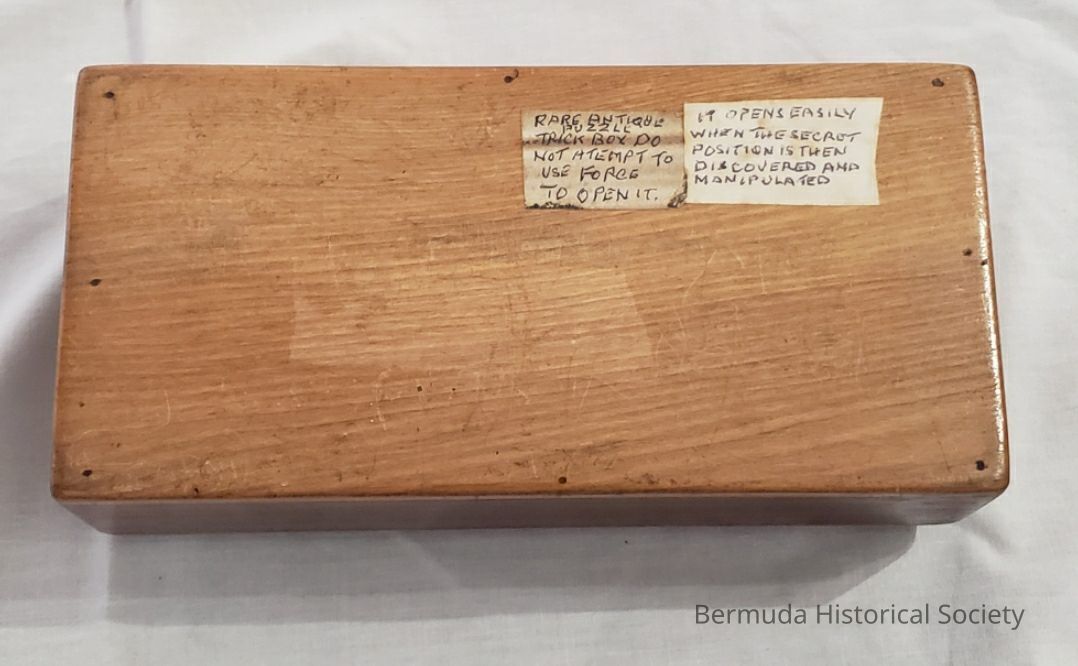 RARE ANTIQUE
PUZZLE
TRICK BOX DO
NOT ATEMPT TO
USE FORCE
TO OPEN IT.
IT OPENS EASILY
WHEN THE SECRET
POSITION IS THEN
DISCOVERED AND
MANIPULATED
Bermuda Historical Society